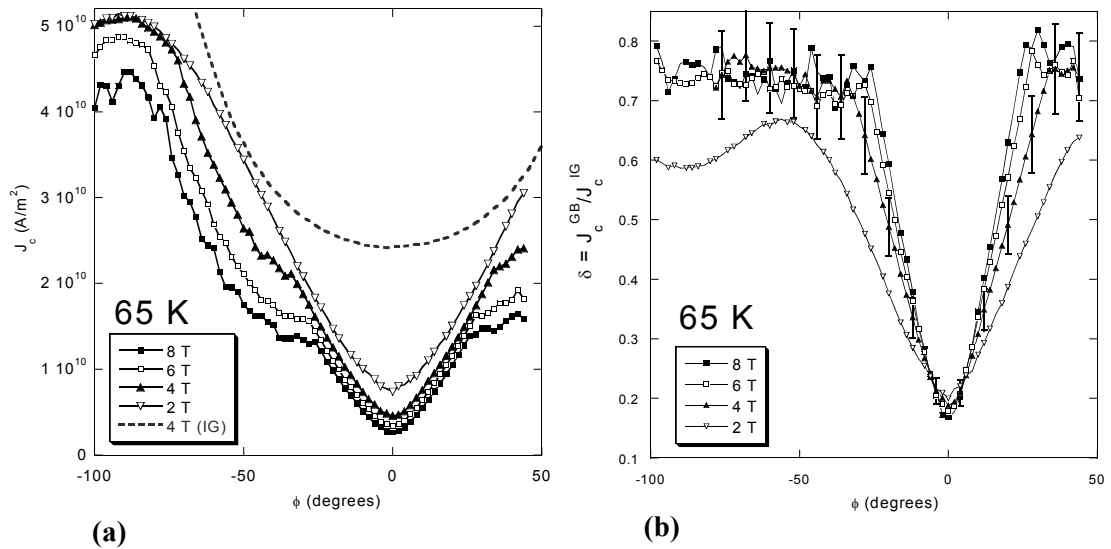 5 10^10
4 10^10
3 10^10
2 10^10
1 10^10
0
J_c (A/m^2)
-100
-50
0
50
ϕ (degrees)
65 K
8 T
6 T
4 T
2 T
4 T (IG)
(a)
0.8
0.7
0.6
0.5
0.4
0.3
0.2
0.1
δ = J_c^GB/J_c^IG
-100
-50
0
50
ϕ (degrees)
65 K
8 T
6 T
4 T
2 T
(b)